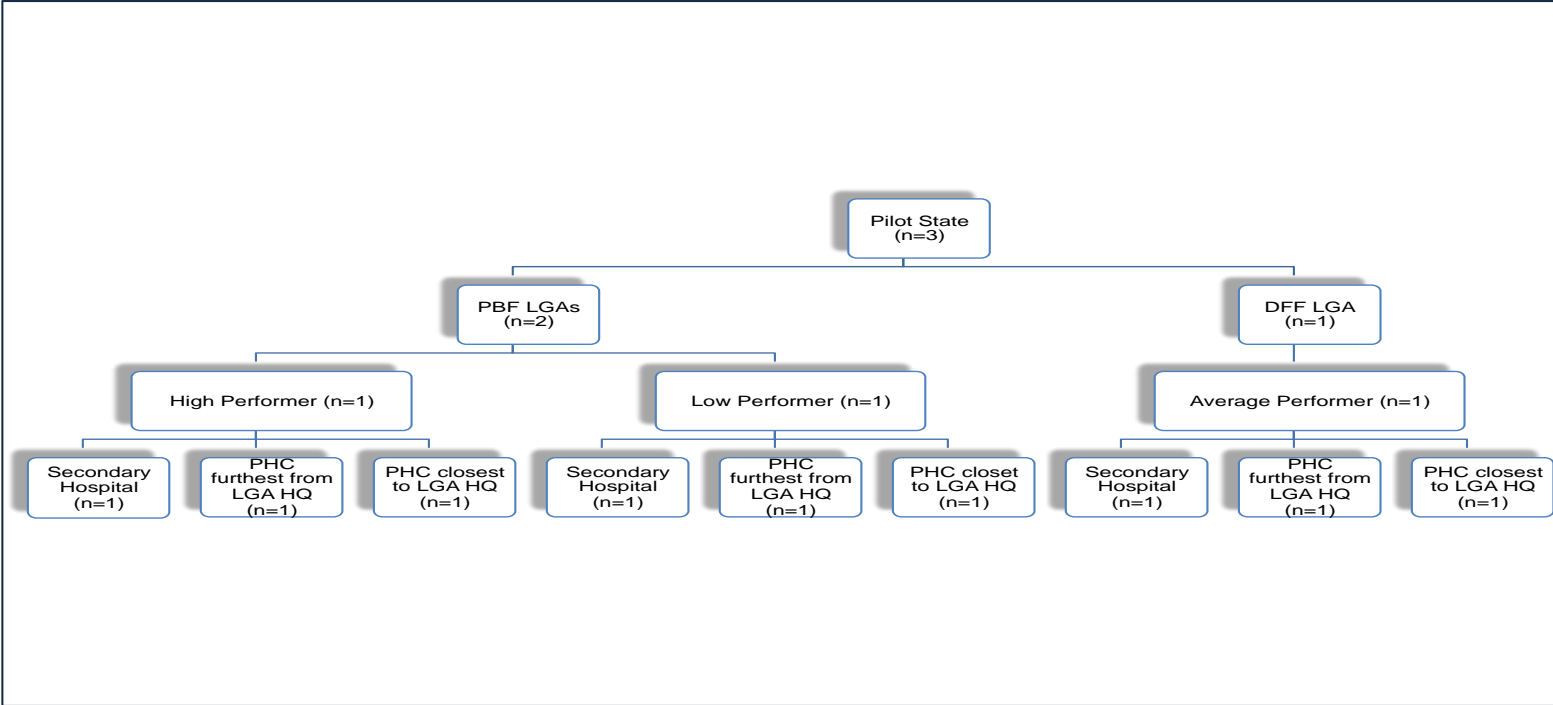 Pilot State
(n=3)
PBF LGAs
(n=2)
DFF LGA
(n=1)
High Performer (n=1)
Low Performer (n=1)
Average Performer (n=1)
Secondary
Hospital
(n=1)
PHC
furthest from
LGA HQ
(n=1)
PHC closest
to LGA HQ
(n=1)
Secondary
Hospital
(n=1)
PHC
furthest from
LGA HQ
(n=1)
PHC closet
to LGA HQ
(n=1)
Secondary
Hospital
(n=1)
PHC
furthest from
LGA HQ
(n=1)
PHC closest
to LGA HQ
(n=1)